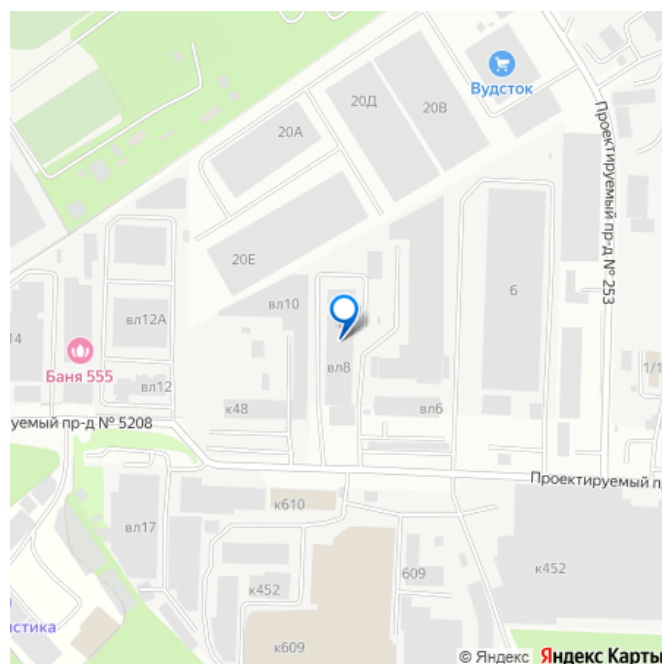 Вудсток
20Д
20В
20А
Проектируемый пр-д № 253
20Е
6
вл10
вл12А
14
вл8
1/1
Баня 555
вл12
к48
вл6
уемый пр-д № 5208
Проектируемый пр
к610
вл17
609
к452
к452
стика
к609
© Яндекс Яндекс Карты